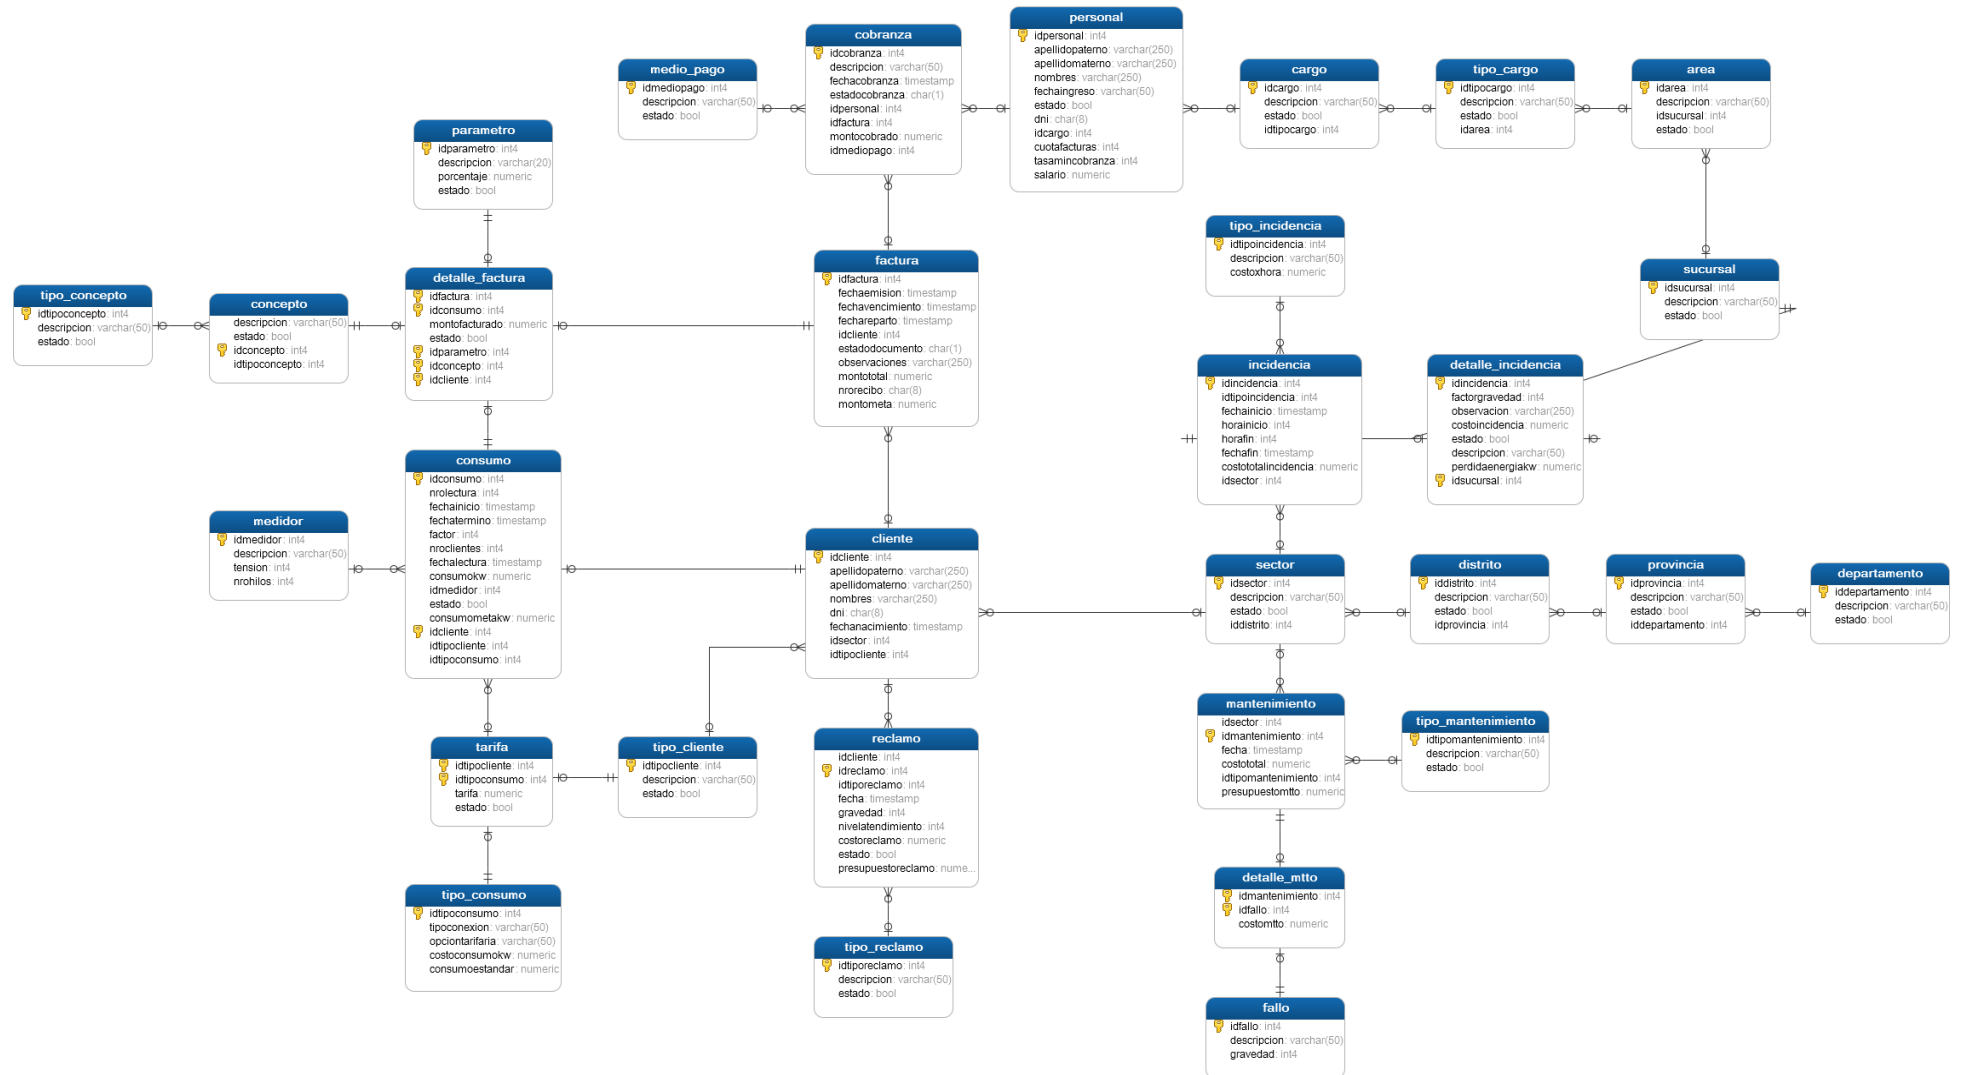 personal
idpersonal: int4
apellidopaterno: varchar(250)
apellidomaterno: varchar(250)
nombres: varchar(250)
fechaingreso: varchar(50)
estado: bool
dni: char(8)
idcargo: int4
cuotafacturas: int4
tasamincobranza: int4
salario: numeric
cobranza
idcobranza: int4
descripcion: varchar(50)
fechacobranza: timestamp
estadocobranza: char(1)
idpersonal: int4
idfactura: int4
montocobrado: numeric
idmediopago: int4
medio_pago
idmediopago: int4
descripcion: varchar(50)
estado: bool
cargo
idcargo: int4
descripcion: varchar(50)
estado: bool
idtipocargo: int4
tipo_cargo
idtipocargo: int4
descripcion: varchar(50)
estado: bool
idarea: int4
area
idarea: int4
descripcion: varchar(50)
idsucursal: int4
estado: bool
parametro
idparametro: int4
descripcion: varchar(20)
porcentaje: numeric
estado: bool
tipo_incidencia
idtipoincidencia: int4
descripcion: varchar(50)
costoxhora: numeric
factura
idfactura: int4
fechaemision: timestamp
fechavencimiento: timestamp
fechareparto: timestamp
idcliente: int4
estadodocumento: char(1)
observaciones: varchar(250)
montototal: numeric
nrorecibo: char(8)
montometa: numeric
sucursal
idsucursal: int4
descripcion: varchar(50)
estado: bool
detalle_factura
idfactura: int4
idconsumo: int4
montofacturado: numeric
estado: bool
idparametro: int4
idconcepto: int4
idcliente: int4
tipo_concepto
idtipoconcepto: int4
descripcion: varchar(50)
estado: bool
concepto
descripcion: varchar(50)
estado: bool
idconcepto: int4
idtipoconcepto: int4
incidencia
idincidencia: int4
idtipoincidencia: int4
fechainicio: timestamp
horainicio: int4
horafin: int4
fechafin: timestamp
costototalincidencia: numeric
idsector: int4
detalle_incidencia
idincidencia: int4
factorgravedad: int4
observacion: varchar(250)
costoincidencia: numeric
estado: bool
descripcion: varchar(50)
perdidaenergiakw: numeric
idsucursal: int4
consumo
idconsumo: int4
nrolectura: int4
fechainicio: timestamp
fechatermino: timestamp
factor: int4
nroclientes: int4
fechalectura: timestamp
consumokw: numeric
idmedidor: int4
estado: bool
consumometakw: numeric
idcliente: int4
idtipocliente: int4
idtipoconsumo: int4
medidor
idmedidor: int4
descripcion: varchar(50)
tension: int4
nrohilos: int4
cliente
idcliente: int4
apellidopaterno: varchar(250)
apellidomaterno: varchar(250)
nombres: varchar(250)
dni: char(8)
fechanacimiento: timestamp
idsector: int4
idtipocliente: int4
sector
idsector: int4
descripcion: varchar(50)
estado: bool
iddistrito: int4
distrito
iddistrito: int4
descripcion: varchar(50)
estado: bool
idprovincia: int4
provincia
idprovincia: int4
descripcion: varchar(50)
estado: bool
iddepartamento: int4
departamento
iddepartamento: int4
descripcion: varchar(50)
estado: bool
mantenimiento
idsector: int4
idmantenimiento: int4
fecha: timestamp
costototal: numeric
idtipomantenimiento: int4
presupuestomtto: numeric
tipo_mantenimiento
idtipomantenimiento: int4
descripcion: varchar(50)
estado: bool
tarifa
idtipocliente: int4
idtipoconsumo: int4
tarifa: numeric
estado: bool
tipo_cliente
idtipocliente: int4
descripcion: varchar(50)
estado: bool
reclamo
idcliente: int4
idreclamo: int4
idtiporeclamo: int4
fecha: timestamp
gravedad: int4
nivelatendimiento: int4
costoreclamo: numeric
estado: bool
presupuestoreclamo: nume...
detalle_mtto
idmantenimiento: int4
idfallo: int4
costomtto: numeric
tipo_consumo
idtipoconsumo: int4
tipoconexion: varchar(50)
opciontarifaria: varchar(50)
costoconsumokw: numeric
consumoestandar: numeric
tipo_reclamo
idtiporeclamo: int4
descripcion: varchar(50)
estado: bool
fallo
idfallo: int4
descripcion: varchar(50)
gravedad: int4